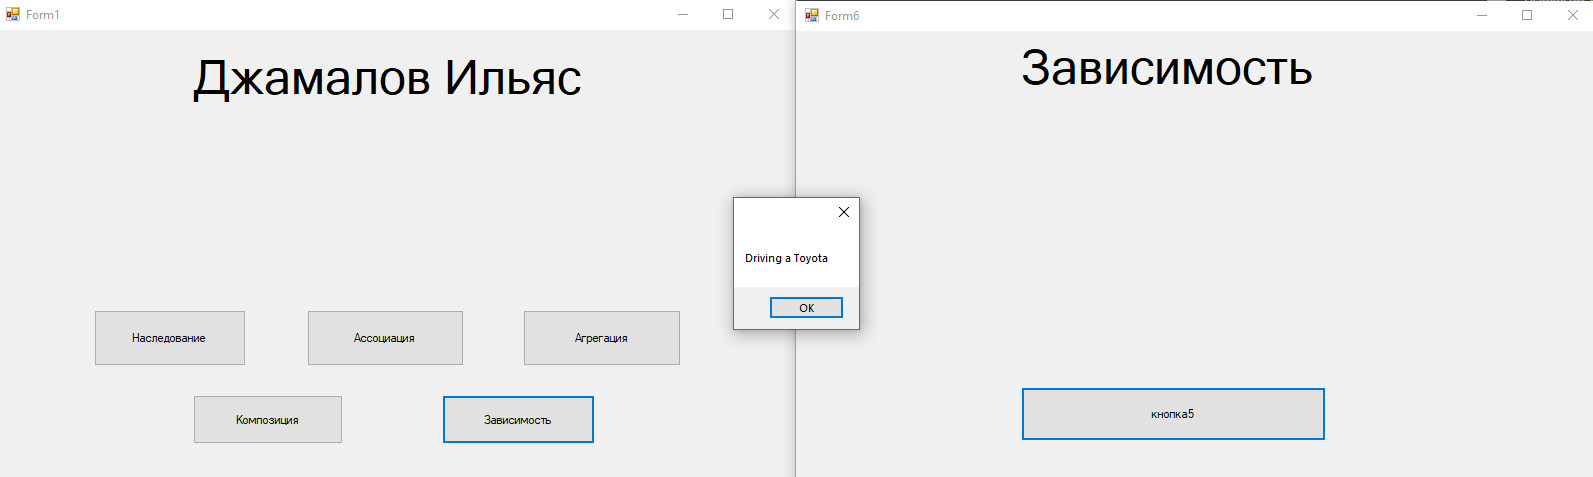 Form1
Джамалов Ильяс
Наследование
Ассоциация
Агрегация
Композиция
Зависимость
Driving a Toyota
OK
Form6
Зависимость
кнопка5